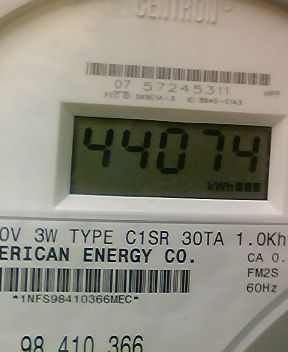 CENTRON®
07 57245311
44074
kWh
0V 3W TYPE C1SR 30TA 1.0Kh
ERICAN ENERGY CO.
CA 0.
FM2S
*1NFS98410366MEC*
60Hz
98 410 366